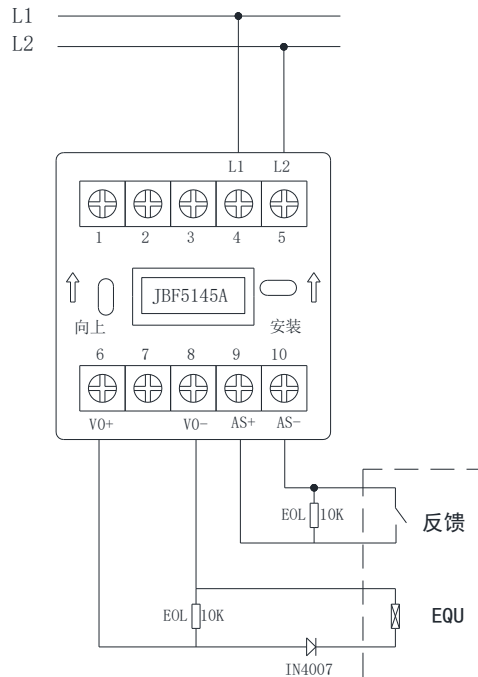 L1
L2
L1 L2
1 2 3 4 5
JBF5145A
向上 安装
6 7 8 9 10
VO+ VO- AS+ AS-
EOL 10K 反馈
EOL 10K EQU
IN4007